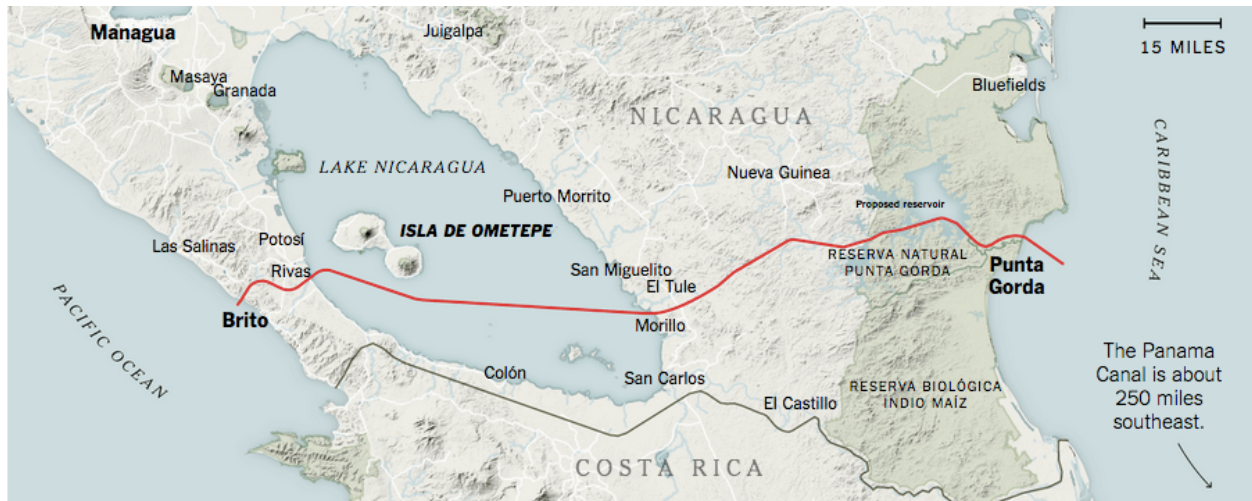 Managua
Juigalpa
15 MILES
Masaya
Granada
Bluefields
NICARAGUA
CARIBBEAN SEA
LAKE NICARAGUA
Nueva Guinea
Puerto Morrito
Proposed reservoir
ISLA DE OMETEPE
Las Salinas
Potosí
Rivas
San Miguelito
El Tule
RESERVA NATURAL
PUNTA GORDA
Punta
Gorda
Brito
Morillo
PACIFIC OCEAN
Colón
San Carlos
El Castillo
RESERVA BIOLÓGICA
INDIO MAÍZ
The Panama
Canal is about
250 miles
southeast.
COSTA RICA